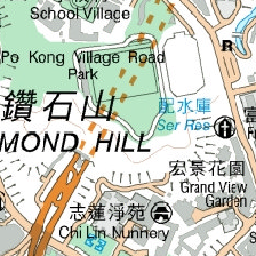 School Village
Po Kong Village Road
Park
鑽石山
MOND HILL
配水庫
Ser Res
R
宏景花園
Grand View
Garden
志蓮淨苑
Chi Lin Nunnery